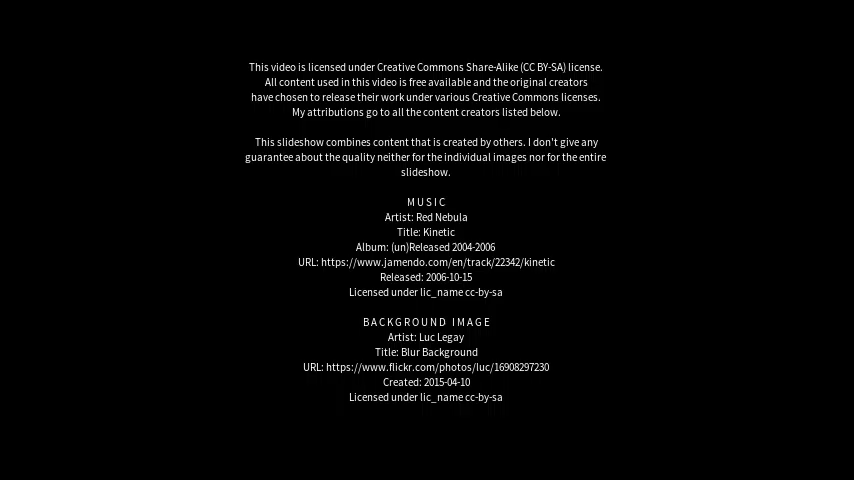 This video is licensed under Creative Commons Share-Alike (CC BY-SA) license.
All content used in this video is free available and the original creators
have chosen to release their work under various Creative Commons licenses.
My attributions go to all the content creators listed below.
This slideshow combines content that is created by others. I don't give any
guarantee about the quality neither for the individual images nor for the entire
slideshow.
MUSIC
Artist: Red Nebula
Title: Kinetic
Album: (un)Released 2004-2006
URL: https://www.jamendo.com/en/track/22342/kinetic
Released: 2006-10-15
Licensed under lic_name cc-by-sa
BACKGROUND IMAGE
Artist: Luc Legay
Title: Blur Background
URL: https://www.flickr.com/photos/luc/16908297230
Created: 2015-04-10
Licensed under lic_name cc-by-sa